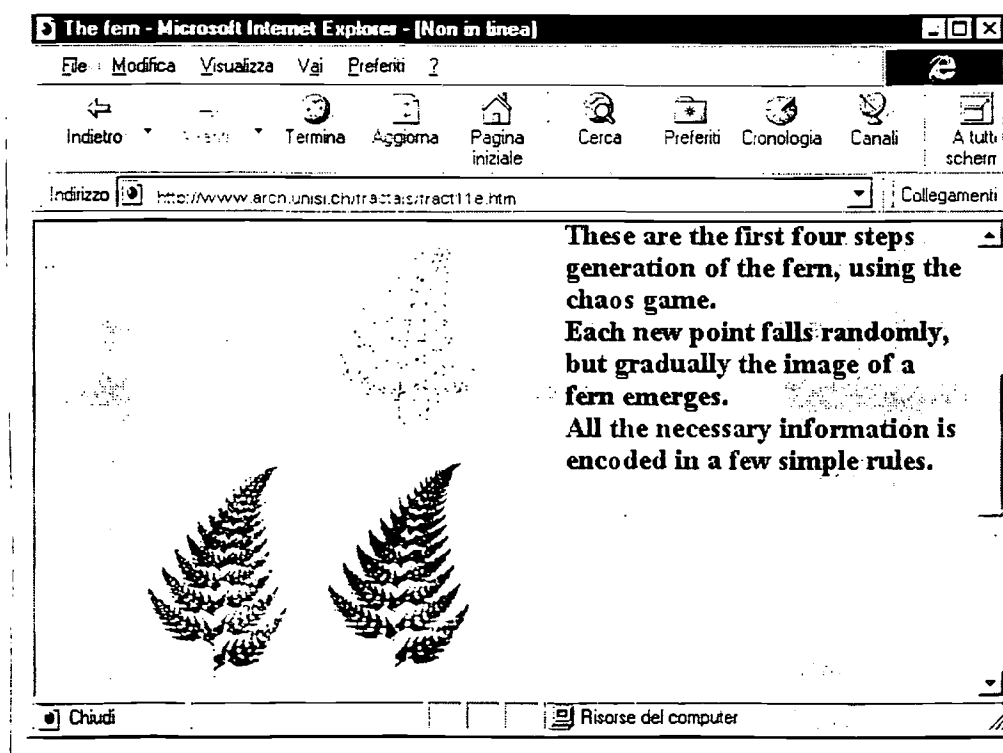 The fern - Microsoft Internet Explorer - [Non in linea]
File Modifica Visualizza Vai Preferiti ?
Indietro Termina Aggiorna Pagina iniziale Cerca Preferiti Cronologia Canali A tutto scherm
Indirizzo Collegamenti
These are the first four steps
generation of the fern, using the
chaos game.
Each new point falls randomly,
but gradually the image of a
fern emerges.
All the necessary information is
encoded in a few simple rules.
Chiudi Risorse del computer